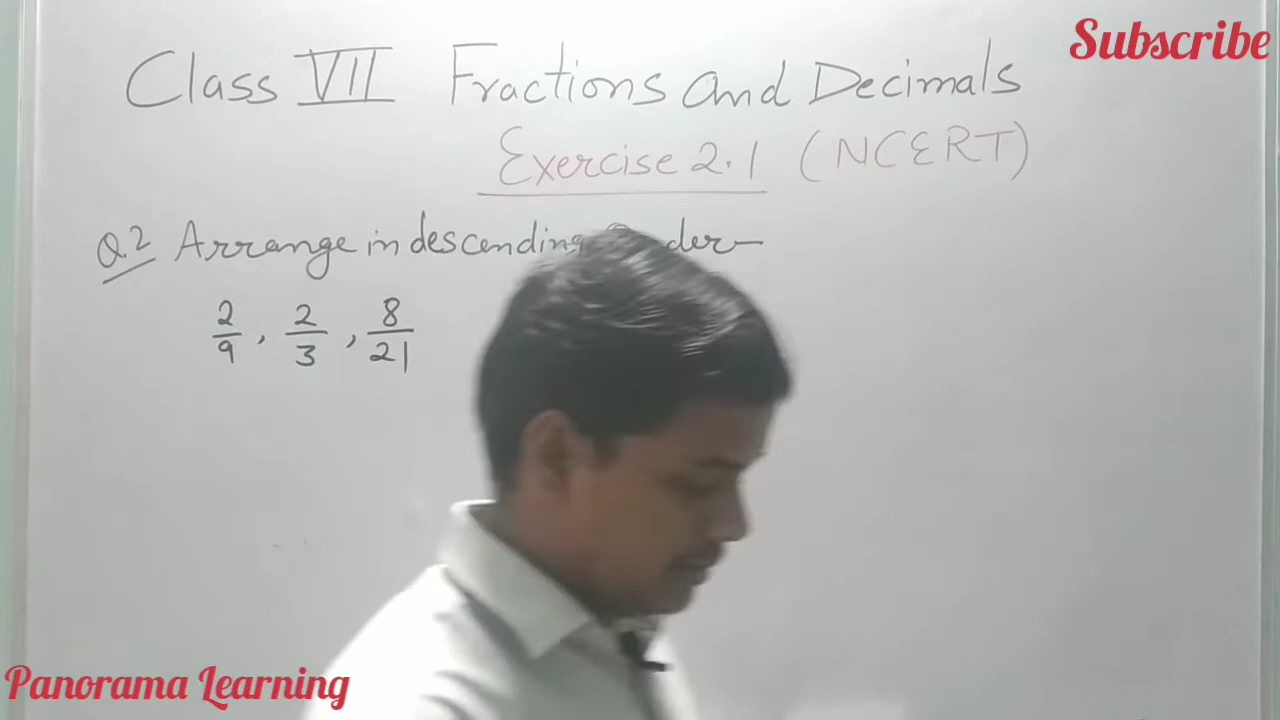 Subscribe
Class VII Fractions and Decimals
Exercise 2.1 (NCERT)
Q.2 Arrange in descending
2/9, 2/3, 8/21
Panorama Learning